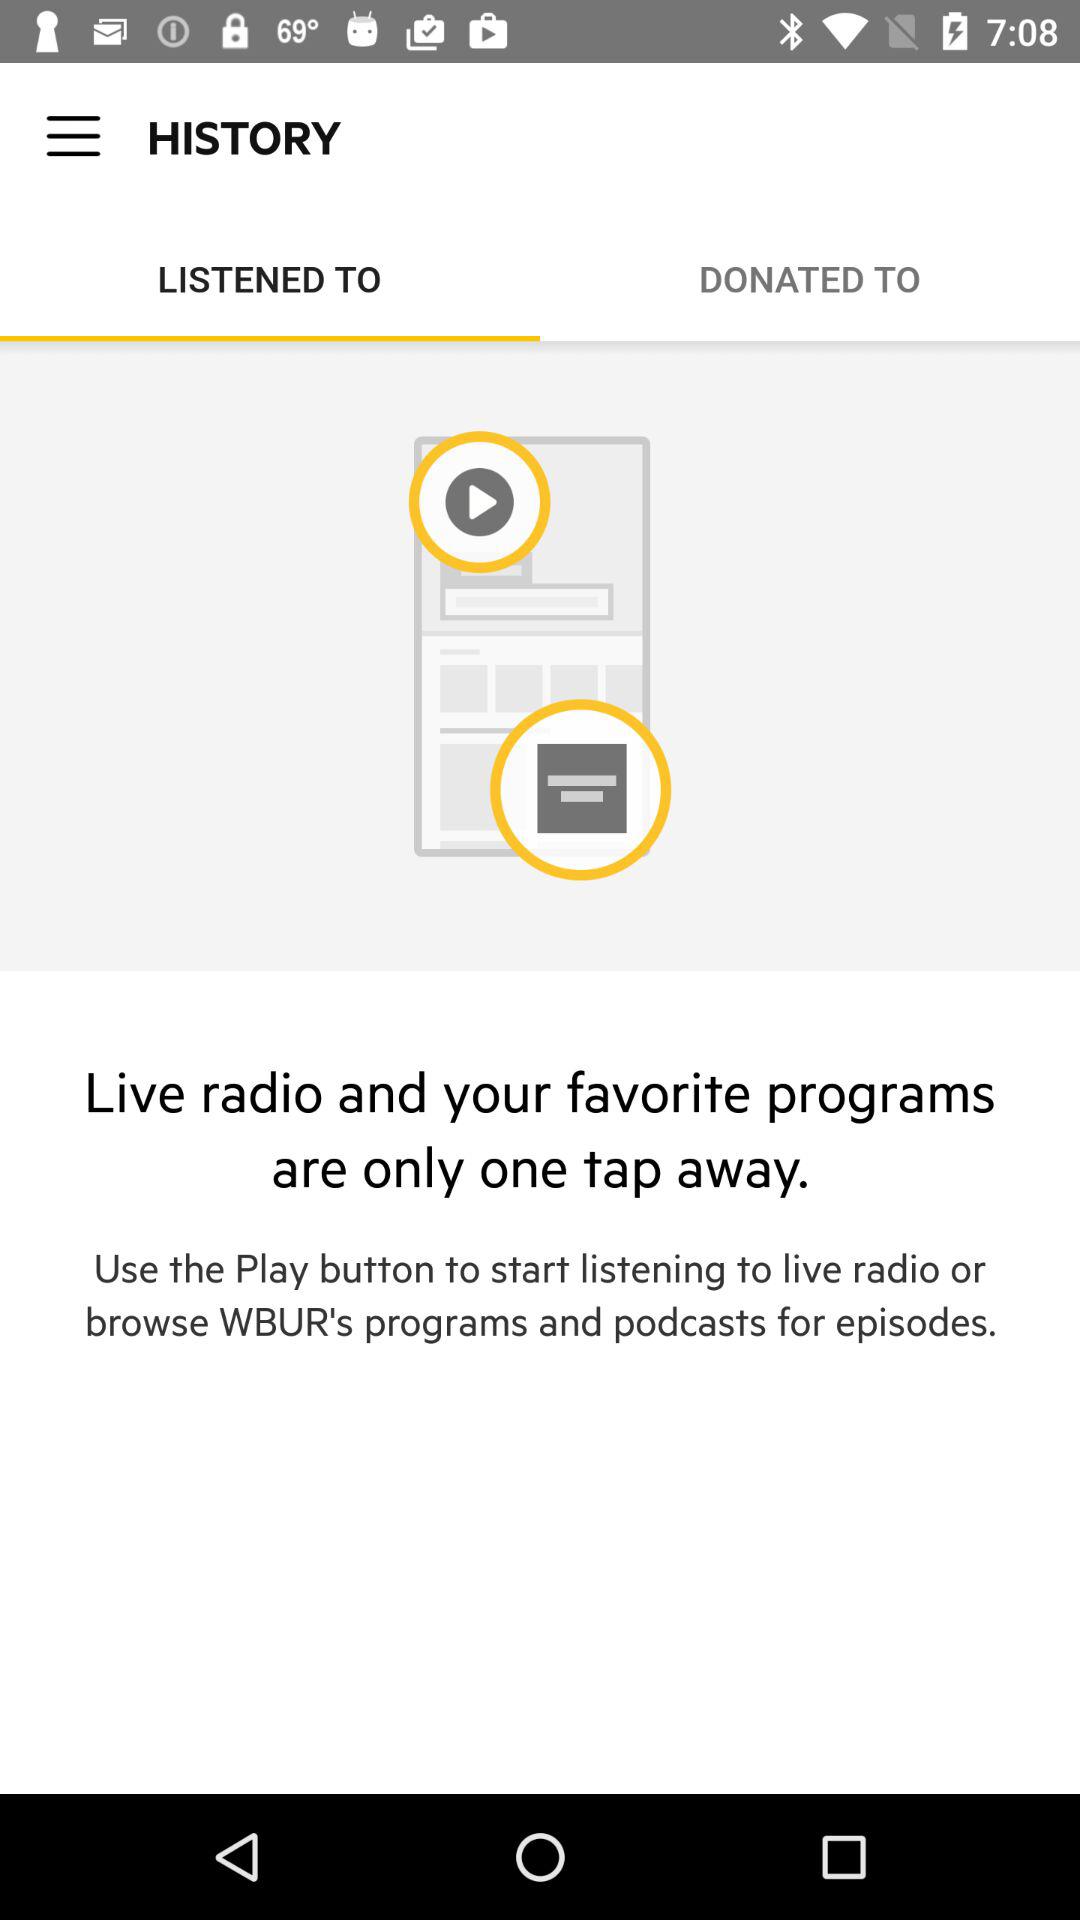 69° 7:08
HISTORY
LISTENED TO DONATED TO
Live radio and your favorite programs
are only one tap away.
Use the Play button to start listening to live radio or
browse WBUR's programs and podcasts for episodes.